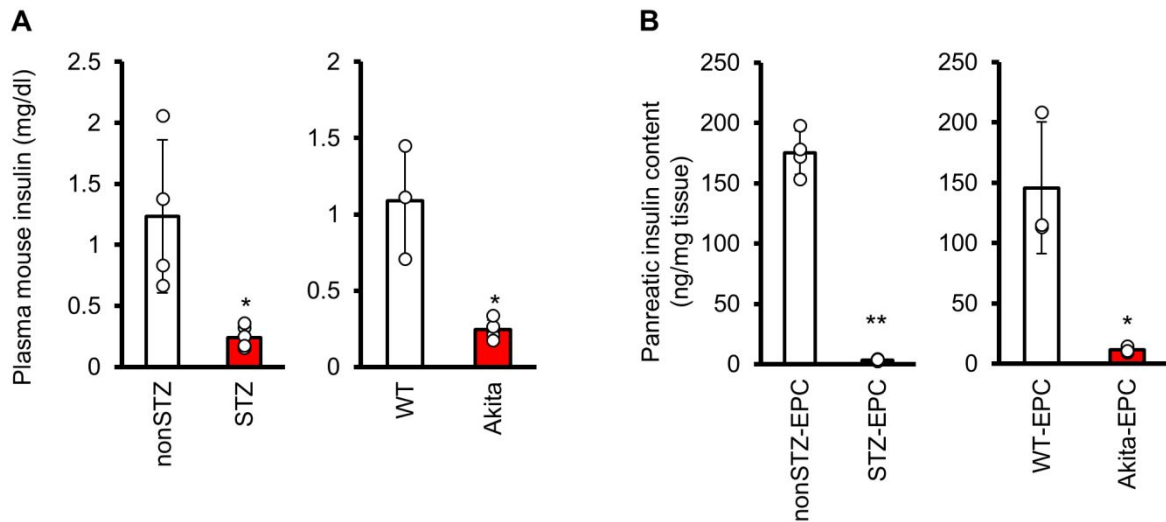 A
B
Plasma mouse insulin (mg/dl)
2.5
2
1.5
1
0.5
0
*
nonSTZ
STZ
2
1.5
1
0.5
0
*
WT
Akita
Panreatic insulin content
(ng/mg tissue)
250
200
150
100
50
0
**
nonSTZ-EPC
STZ-EPC
250
200
150
100
50
0
*
WT-EPC
Akita-EPC